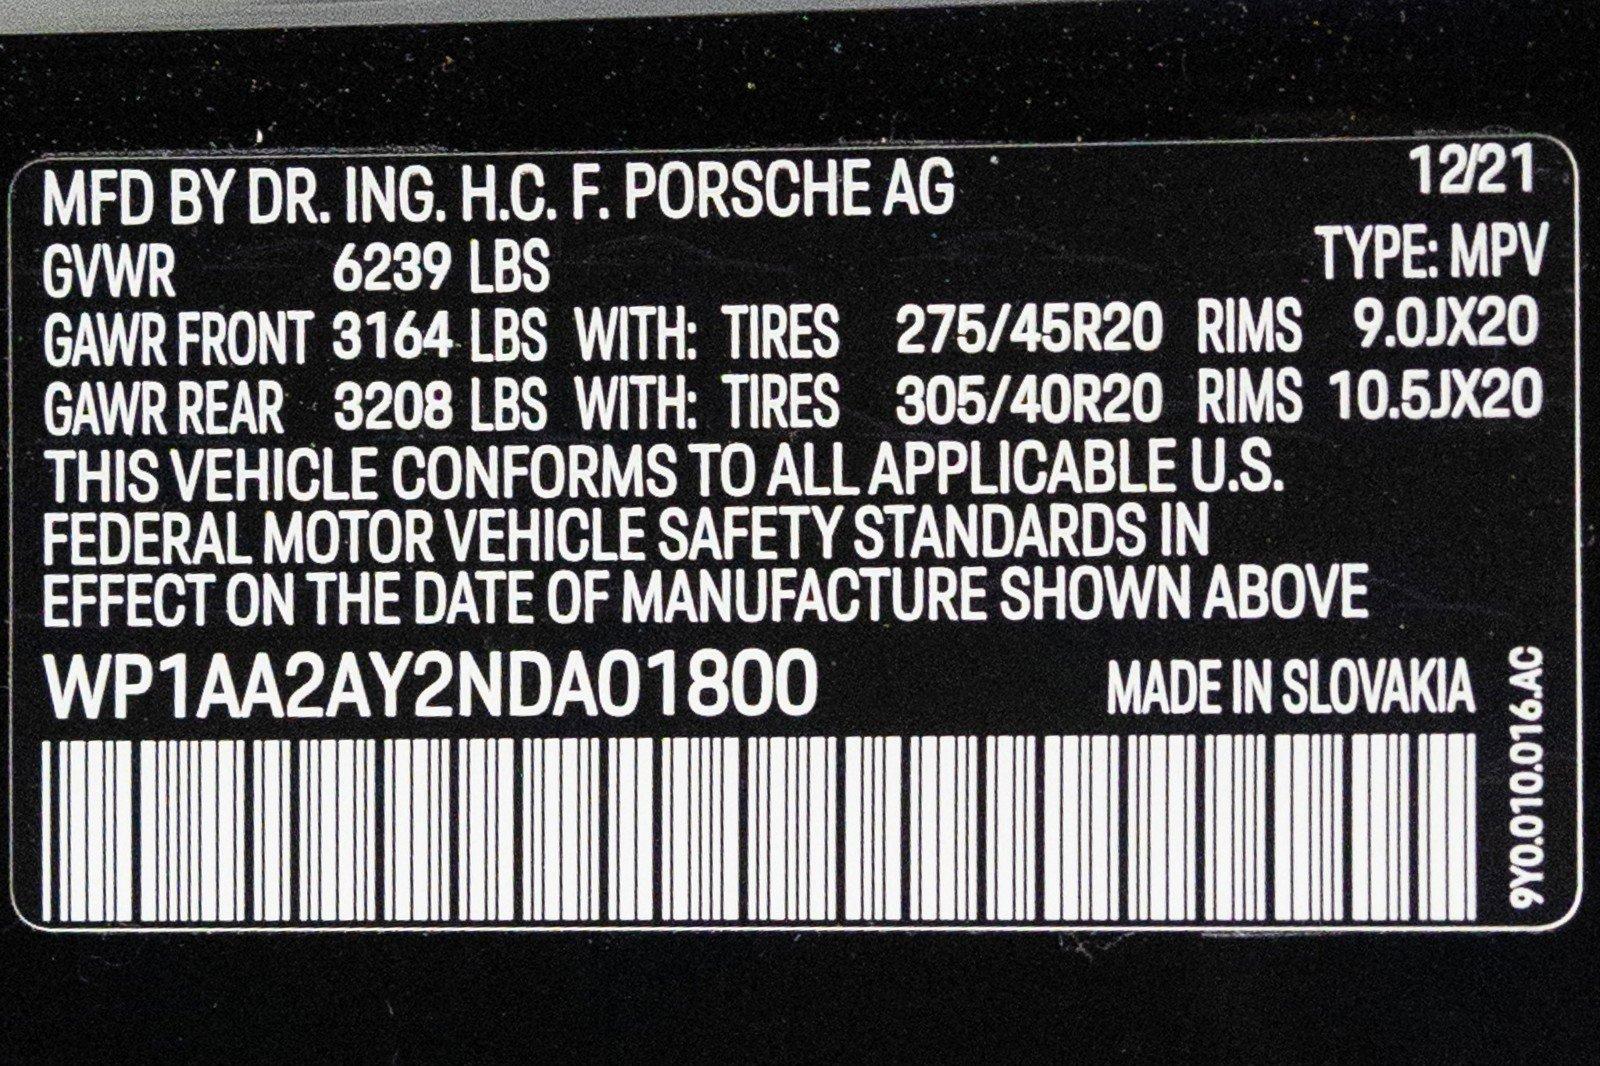 MFD BY DR. ING. H.C. F. PORSCHE AG 12/21
GVWR 6239 LBS TYPE: MPV
GAWR FRONT 3164 LBS WITH: TIRES 275/45R20 RIMS 9.0JX20
GAWR REAR 3208 LBS WITH: TIRES 305/40R20 RIMS 10.5JX20
THIS VEHICLE CONFORMS TO ALL APPLICABLE U.S.
FEDERAL MOTOR VEHICLE SAFETY STANDARDS IN
EFFECT ON THE DATE OF MANUFACTURE SHOWN ABOVE
WP1AA2AY2NDA01800 MADE IN SLOVAKIA
9Y0.010.016.AC